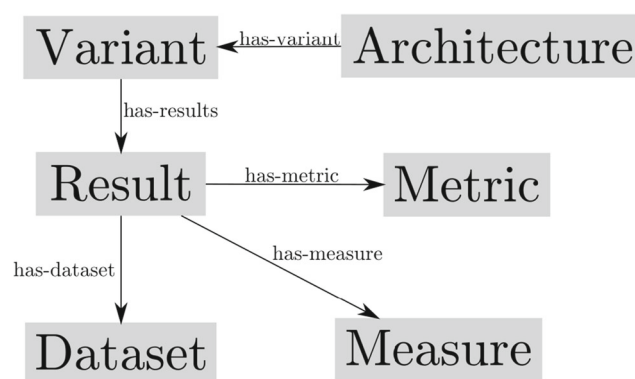 Variant
has-variant
Architecture
has-results
Result
has-metric
Metric
has-measure
has-dataset
Dataset
Measure